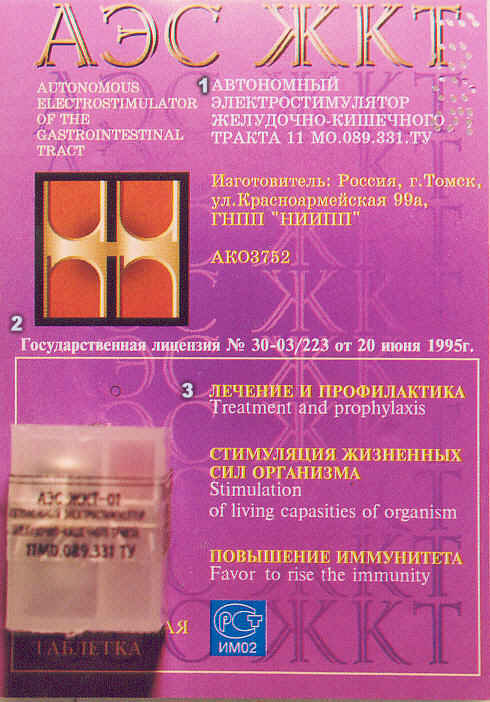 АЭС ЖКТ
AUTONOMOUS
ELECTROSTIMULATOR
OF THE
GASTROINTESTINAL
TRACT
1 АВТОНОМНЫЙ
ЭЛЕКТРОСТИМУЛЯТОР
ЖЕЛУДОЧНО-КИШЕЧНОГО
ТРАКТА 11 МО.089.331.ТУ
Изготовитель: Россия, г.Томск,
ул.Красноармейская 99а,
ГНПП "НИИПП"
АКО3752
2
Государственная лицензия № 30-03/223 от 20 июня 1995г.
3 ЛЕЧЕНИЕ И ПРОФИЛАКТИКА
Treatment and prophylaxis
СТИМУЛЯЦИЯ ЖИЗНЕННЫХ
СИЛ ОРГАНИЗМА
Stimulation
of living capasities of organism
ПОВЫШЕНИЕ ИММУНИТЕТА
Favor to rise the immunity
АЭС ЖКТ-01
11МО.089.331 ТУ
ТАБЛЕТКА
РСТ
ИМ02